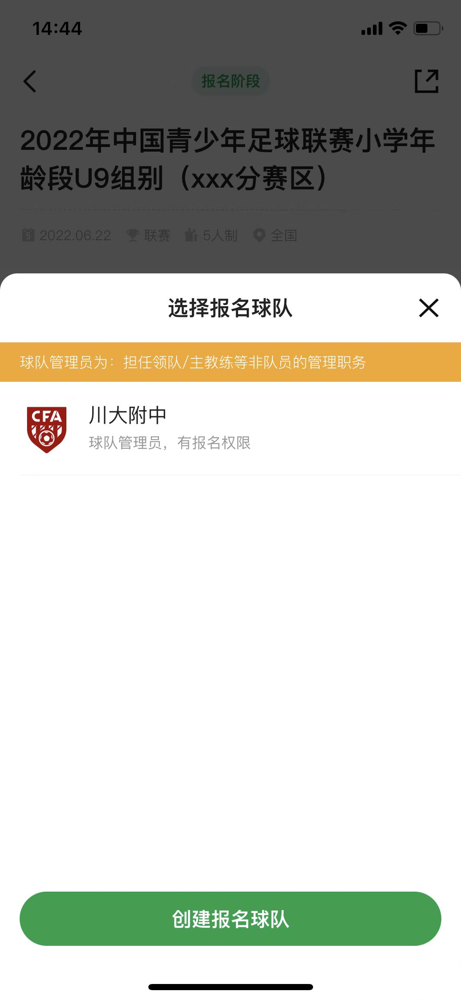 14:44
报名阶段
2022年中国青少年足球联赛小学年
龄段U9组别（xxx分赛区）
5 2022.06.22 联赛 5人制 全国
选择报名球队
球队管理员为：担任领队/主教练等非队员的管理职务
CFA
川大附中
球队管理员，有报名权限
创建报名球队